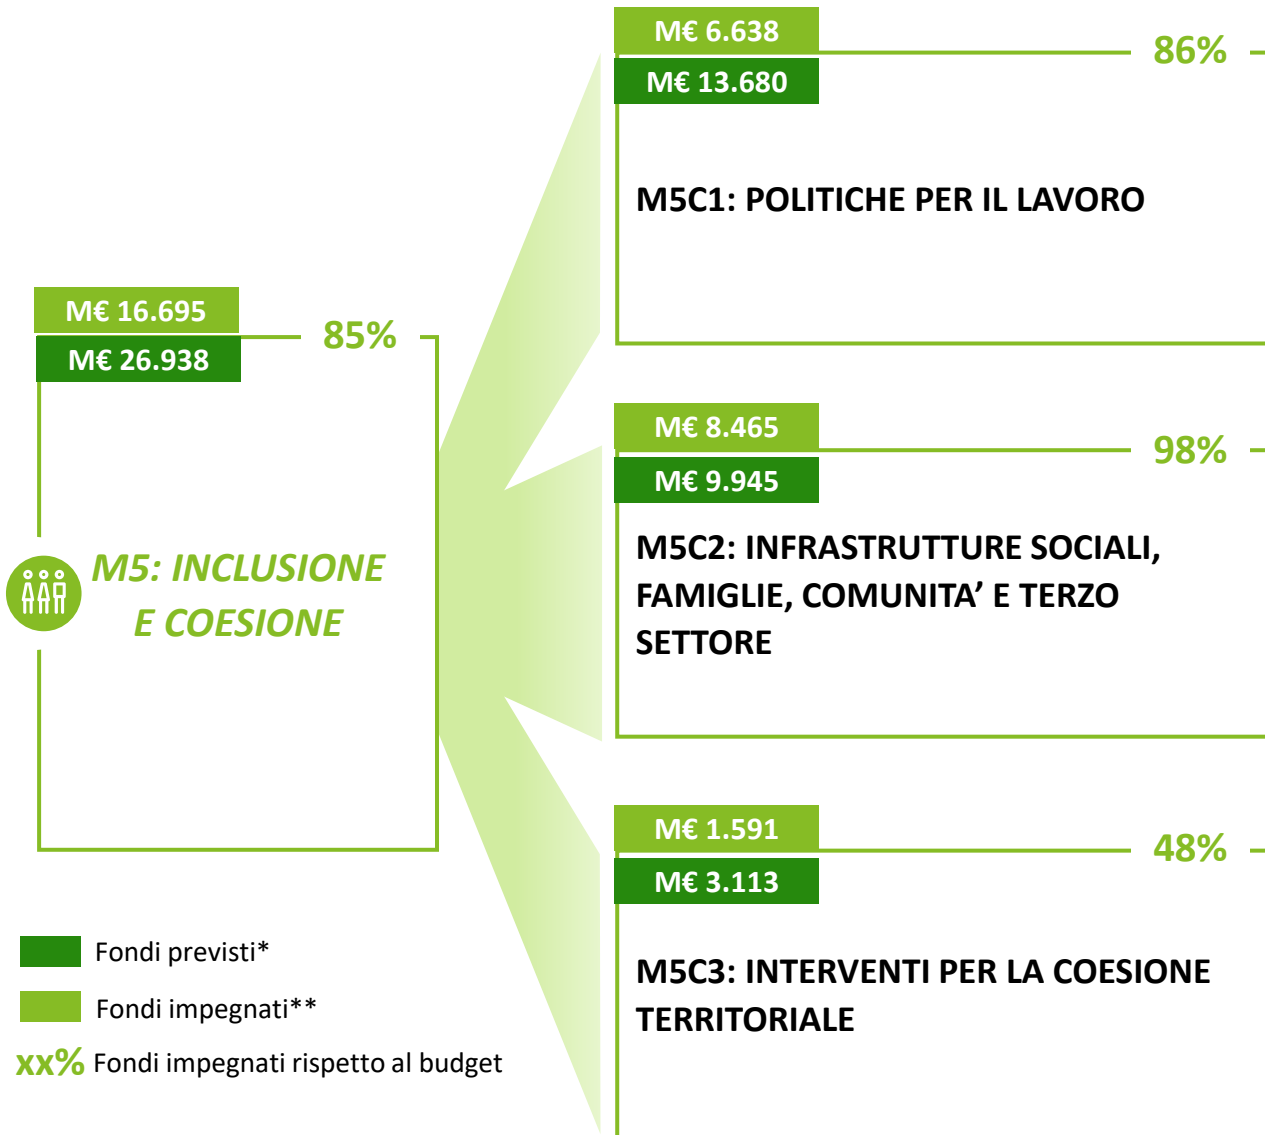 M€ 6.638
86%
M€ 13.680
M5C1: POLITICHE PER IL LAVORO
M€ 16.695
85%
M€ 26.938
M€ 8.465
98%
M€ 9.945
M5C2: INFRASTRUTTURE SOCIALI,
FAMIGLIE, COMUNITA’ E TERZO
SETTORE
M5: INCLUSIONE
E COESIONE
M€ 1.591
48%
M€ 3.113
M5C3: INTERVENTI PER LA COESIONE
TERRITORIALE
Fondi previsti*
Fondi impegnati**
xx% Fondi impegnati rispetto al budget